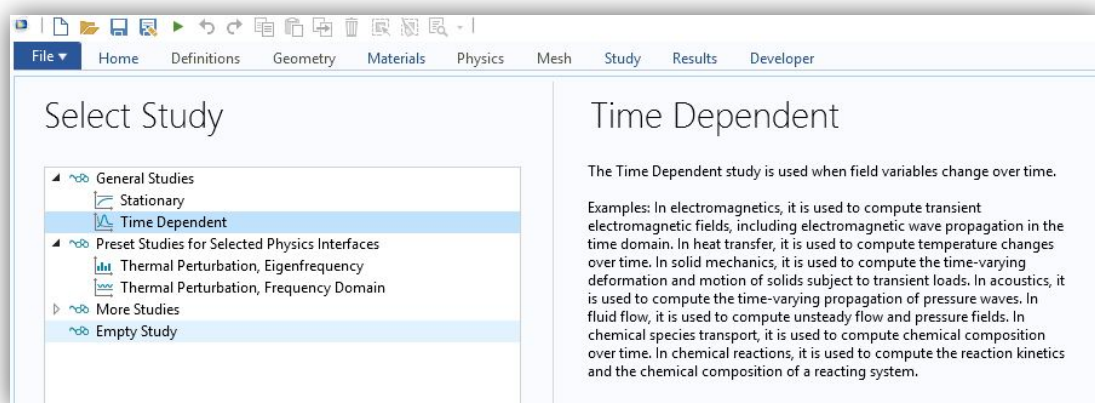 File Home Definitions Geometry Materials Physics Mesh Study Results Developer
Select Study
General Studies
Stationary
Time Dependent
Preset Studies for Selected Physics Interfaces
Thermal Perturbation, Eigenfrequency
Thermal Perturbation, Frequency Domain
More Studies
Empty Study
Time Dependent
The Time Dependent study is used when field variables change over time.
Examples: In electromagnetics, it is used to compute transient
electromagnetic fields, including electromagnetic wave propagation in the
time domain. In heat transfer, it is used to compute temperature changes
over time. In solid mechanics, it is used to compute the time-varying
deformation and motion of solids subject to transient loads. In acoustics, it
is used to compute the time-varying propagation of pressure waves. In
fluid flow, it is used to compute unsteady flow and pressure fields. In
chemical species transport, it is used to compute chemical composition
over time. In chemical reactions, it is used to compute the reaction kinetics
and the chemical composition of a reacting system.